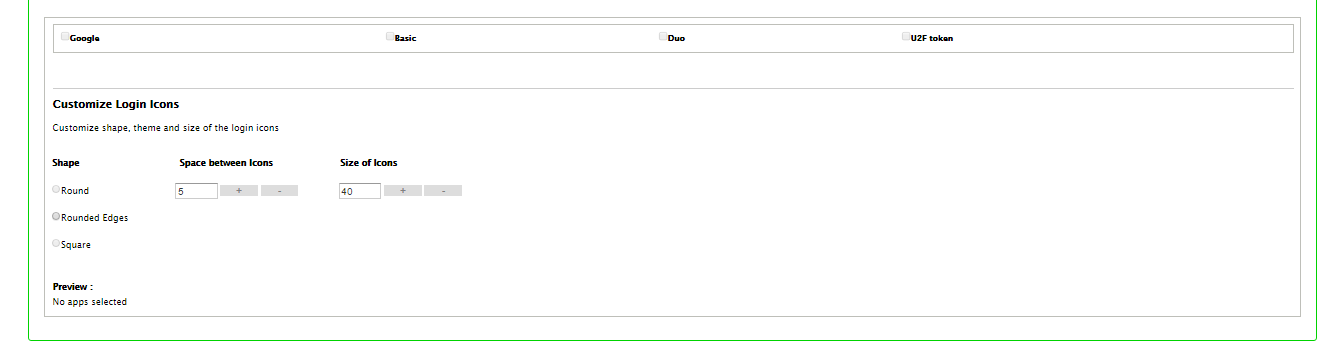 Google Basic Duo U2F token
Customize Login Icons
Customize shape, theme and size of the login icons
Shape Space between Icons Size of Icons
Round 5 + - 40 + -
Rounded Edges
Square
Preview :
No apps selected